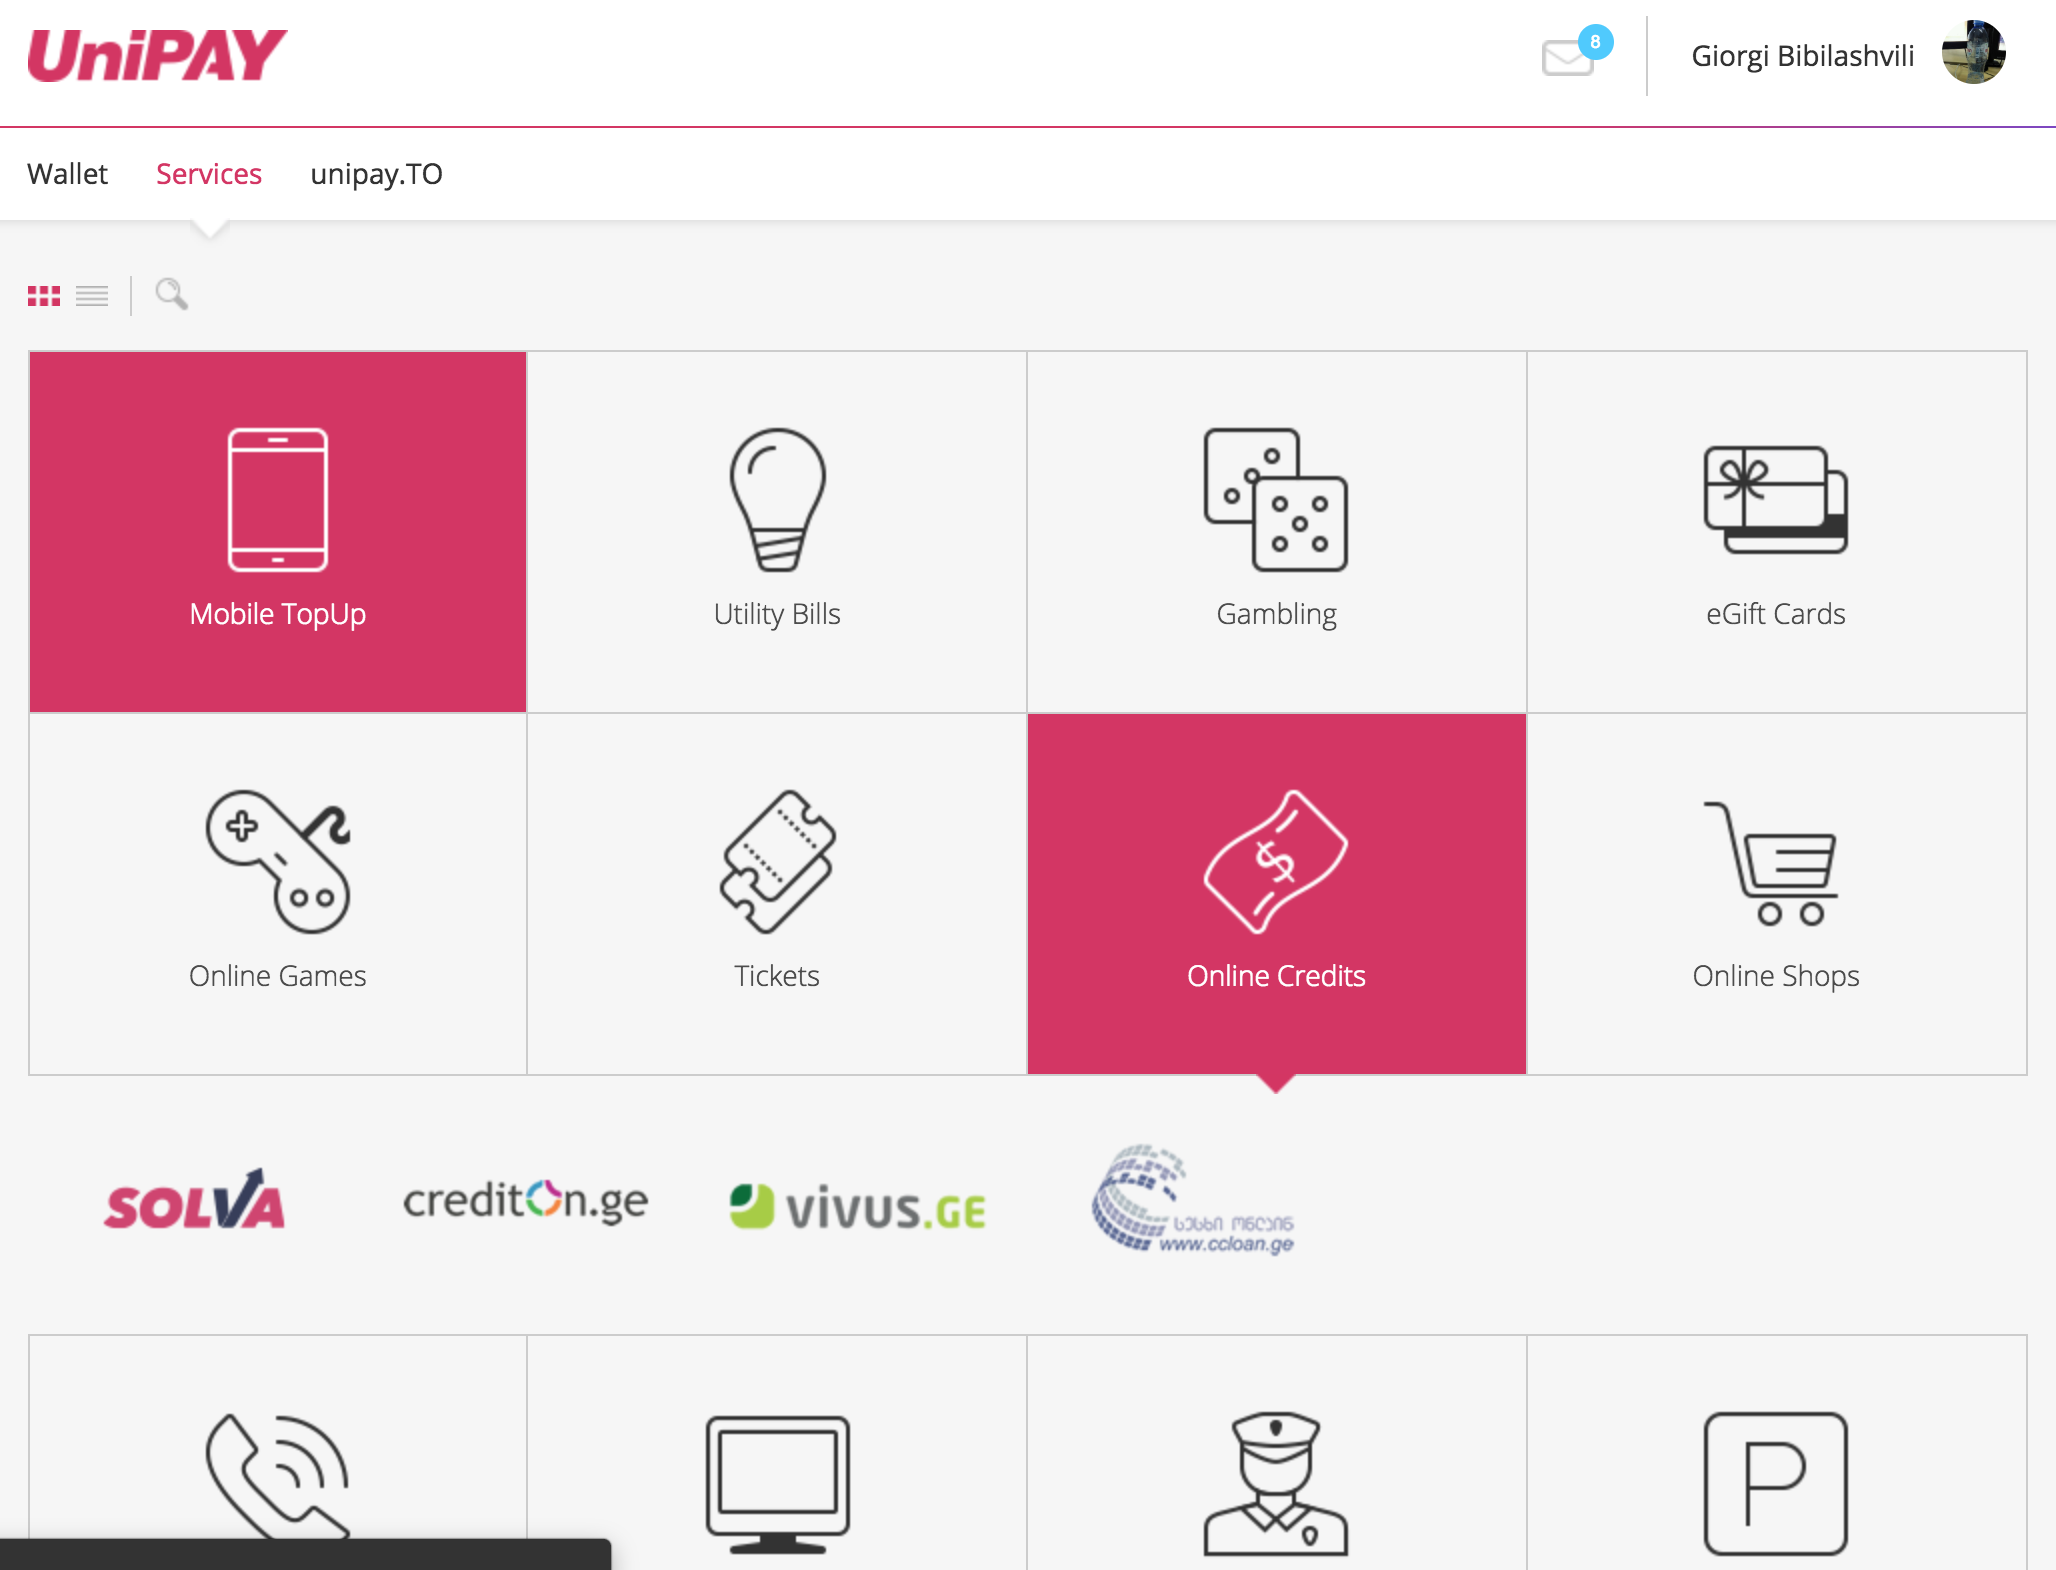 UniPAY
8
Giorgi Bibilashvili
Wallet
Services
unipay.TO
Mobile TopUp
Utility Bills
Gambling
eGift Cards
Online Games
Tickets
Online Credits
Online Shops
SOLVA
crediton.ge
vivus.GE
სესხი ონლაინ
www.ccloan.ge
P